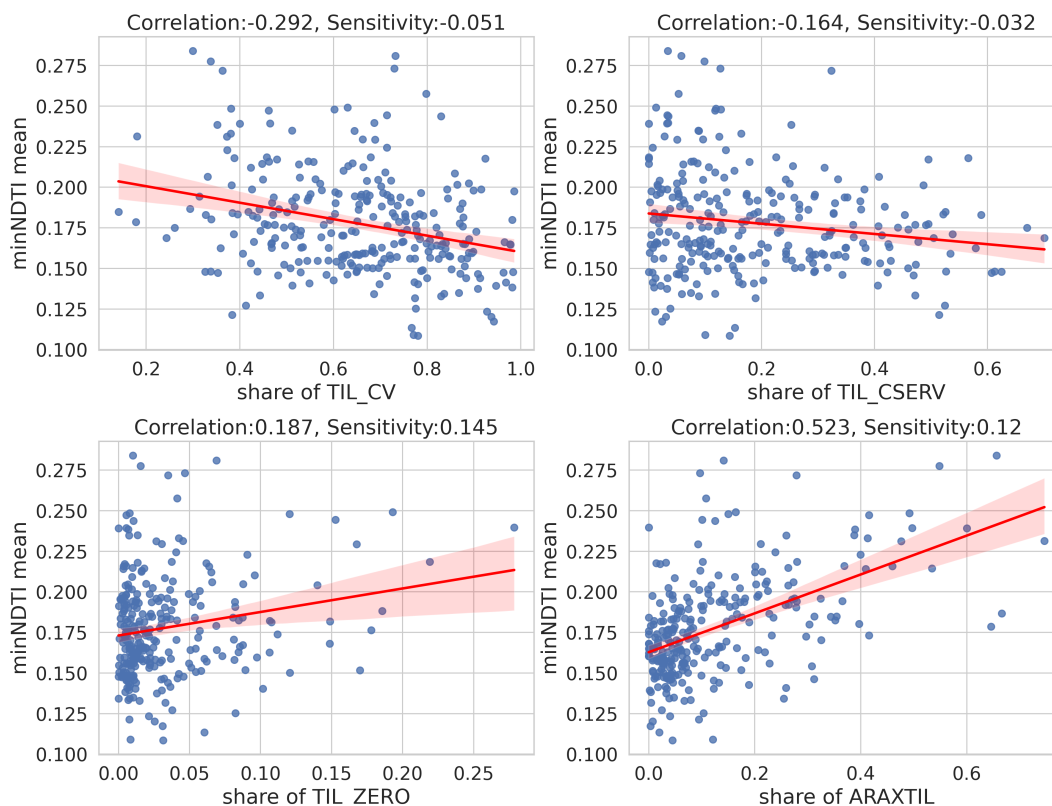 Correlation:-0.292, Sensitivity:-0.051
0.275
0.250
0.225
0.200
0.175
0.150
0.125
0.100
minNDTI mean
0.2 0.4 0.6 0.8 1.0
share of TIL_CV
Correlation:-0.164, Sensitivity:-0.032
0.275
0.250
0.225
0.200
0.175
0.150
0.125
0.100
minNDTI mean
0.0 0.2 0.4 0.6
share of TIL_CSERV
Correlation:0.187, Sensitivity:0.145
0.275
0.250
0.225
0.200
0.175
0.150
0.125
0.100
minNDTI mean
0.00 0.05 0.10 0.15 0.20 0.25
share of TIL_ZERO
Correlation:0.523, Sensitivity:0.12
0.275
0.250
0.225
0.200
0.175
0.150
0.125
0.100
minNDTI mean
0.0 0.2 0.4 0.6
share of ARAXTIL